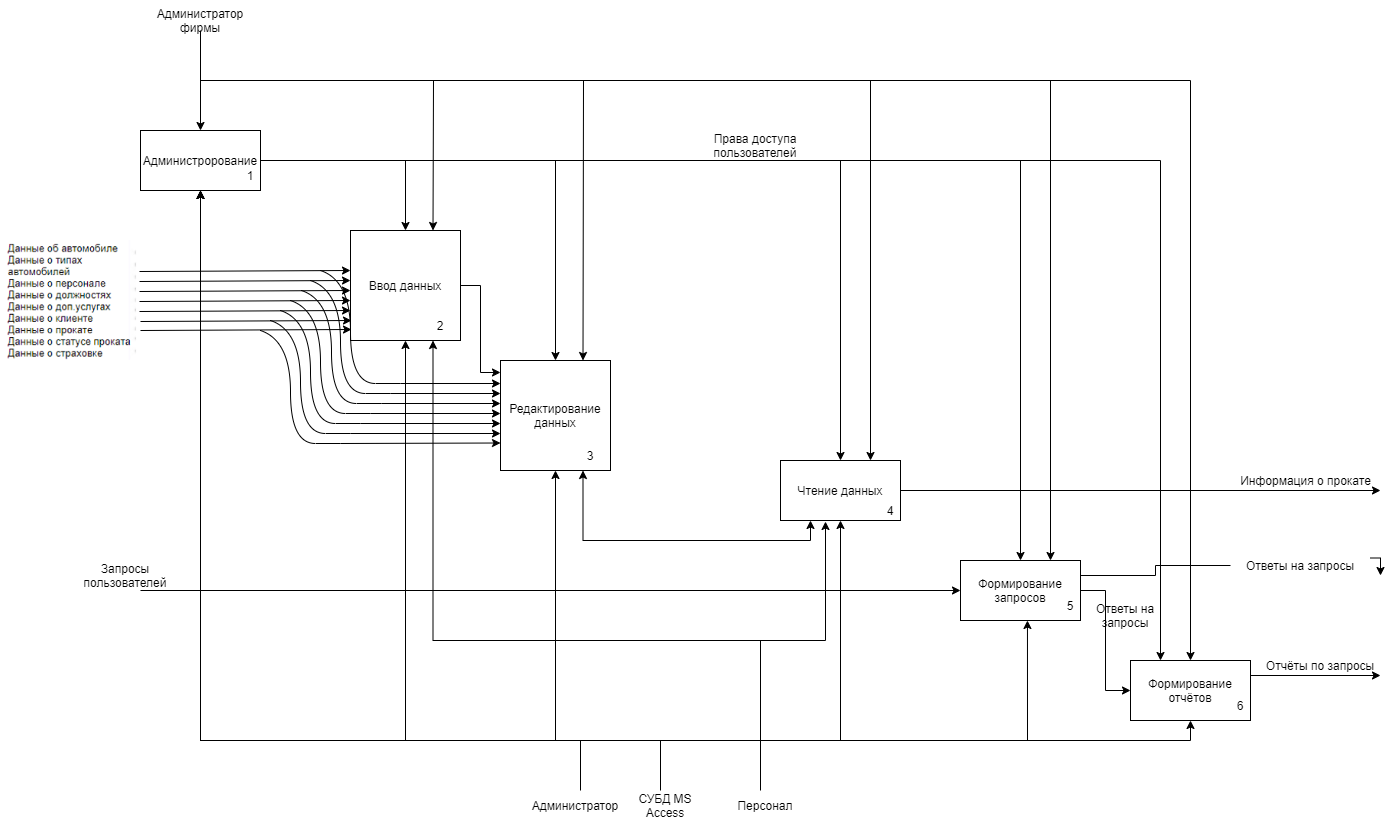 Администратор
фирмы
Права доступа
пользователей
Администрорование
1
Данные об автомобиле
Данные о типах
автомобилей
Данные о персонале
Данные о должностях
Данные о доп.услугах
Данные о клиенте
Данные о прокате
Данные о статусе проката
Данные о страховке
Ввод данных
2
Редактирование
данных
3
Чтение данных
4
Информация о прокате
Запросы
пользователей
Формирование
запросов
5
Ответы на запросы
Ответы на
запросы
Формирование
отчётов
6
Отчёты по запросы
Администратор
СУБД MS
Access
Персонал